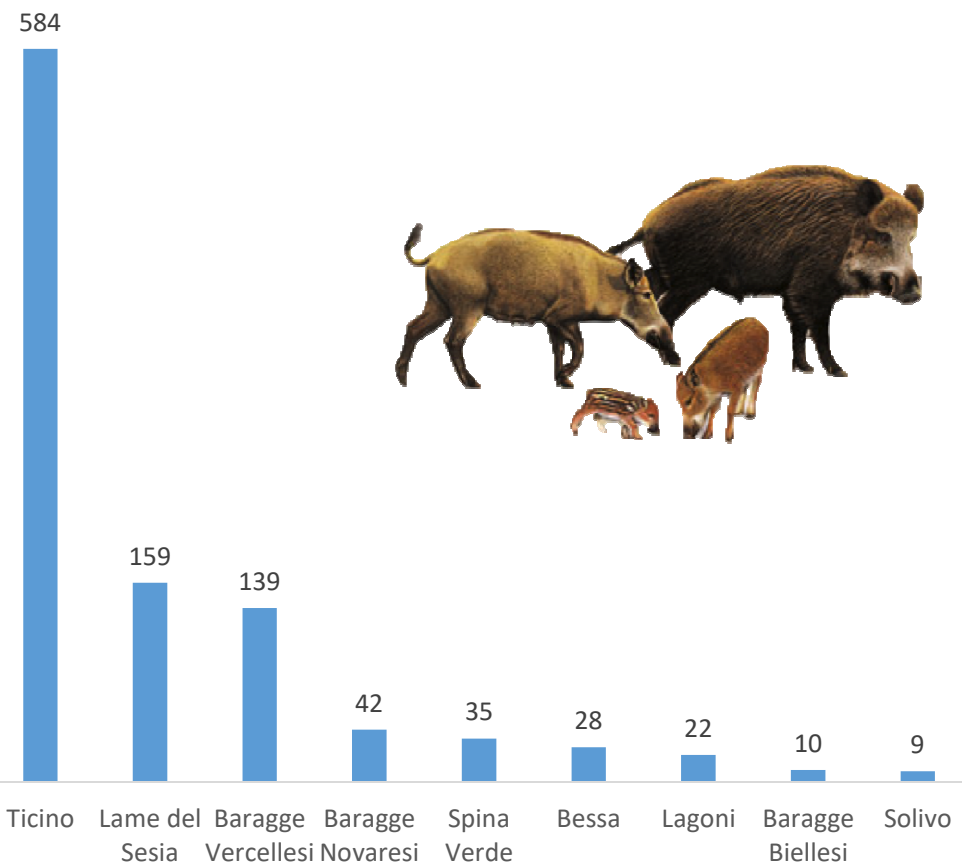 584
159
139
42
35
28
22
10
9
Ticino
Lame del
Sesia
Baragge
Vercellesi
Baragge
Novaresi
Spina
Verde
Bessa
Lagoni
Baragge
Biellesi
Solivo